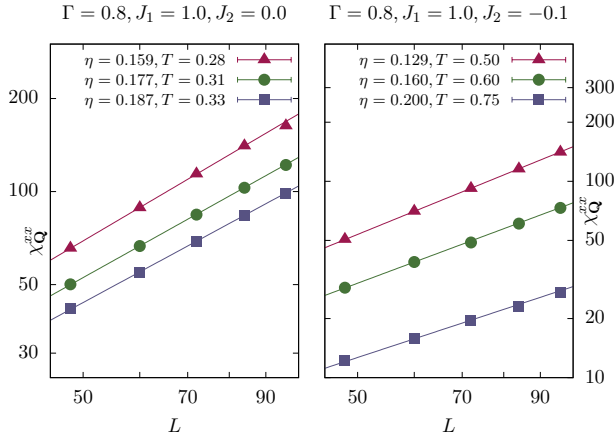 Γ = 0.8, J₁ = 1.0, J₂ = 0.0
η = 0.159, T = 0.28
η = 0.177, T = 0.31
η = 0.187, T = 0.33
200
100
50
30
χ_Q^{xx}
50
70
90
L
Γ = 0.8, J₁ = 1.0, J₂ = −0.1
η = 0.129, T = 0.50
η = 0.160, T = 0.60
η = 0.200, T = 0.75
300
200
100
50
20
10
χ_Q^{xx}
50
70
90
L